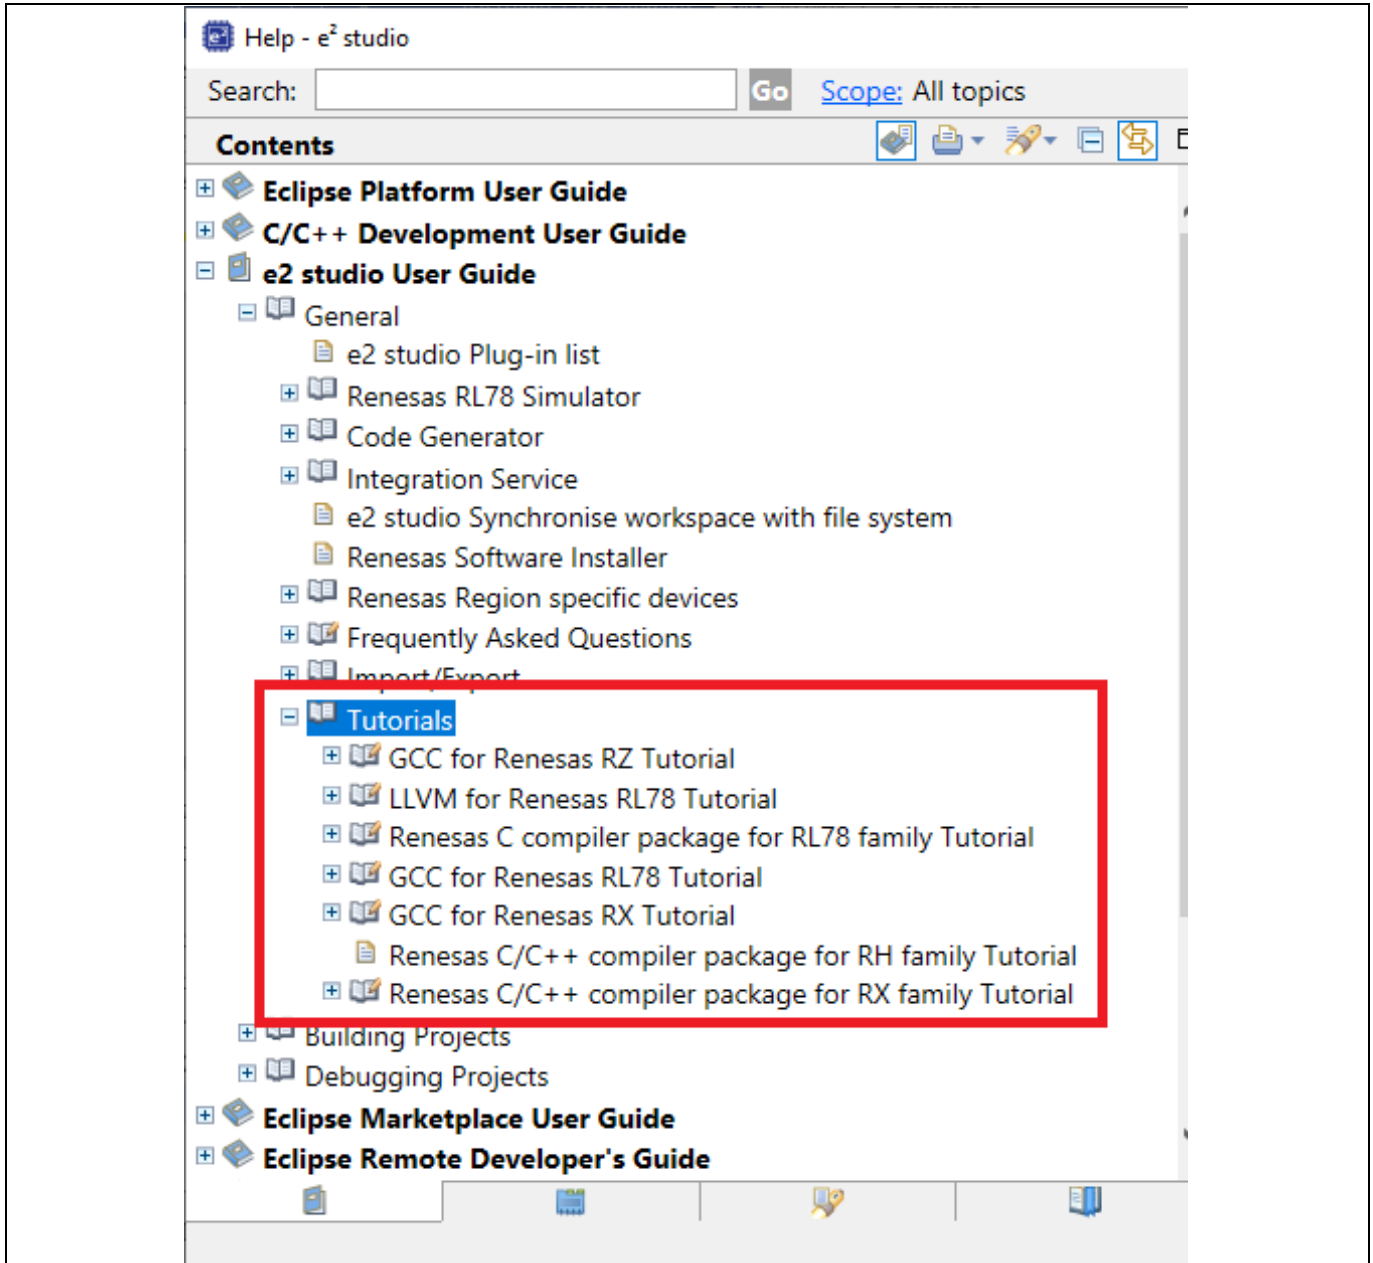 Help - e² studio
Search: Go Scope: All topics
Contents
Eclipse Platform User Guide
C/C++ Development User Guide
e2 studio User Guide
General
e2 studio Plug-in list
Renesas RL78 Simulator
Code Generator
Integration Service
e2 studio Synchronise workspace with file system
Renesas Software Installer
Renesas Region specific devices
Frequently Asked Questions
Import/Export
Tutorials
GCC for Renesas RZ Tutorial
LLVM for Renesas RL78 Tutorial
Renesas C compiler package for RL78 family Tutorial
GCC for Renesas RL78 Tutorial
GCC for Renesas RX Tutorial
Renesas C/C++ compiler package for RH family Tutorial
Renesas C/C++ compiler package for RX family Tutorial
Building Projects
Debugging Projects
Eclipse Marketplace User Guide
Eclipse Remote Developer's Guide